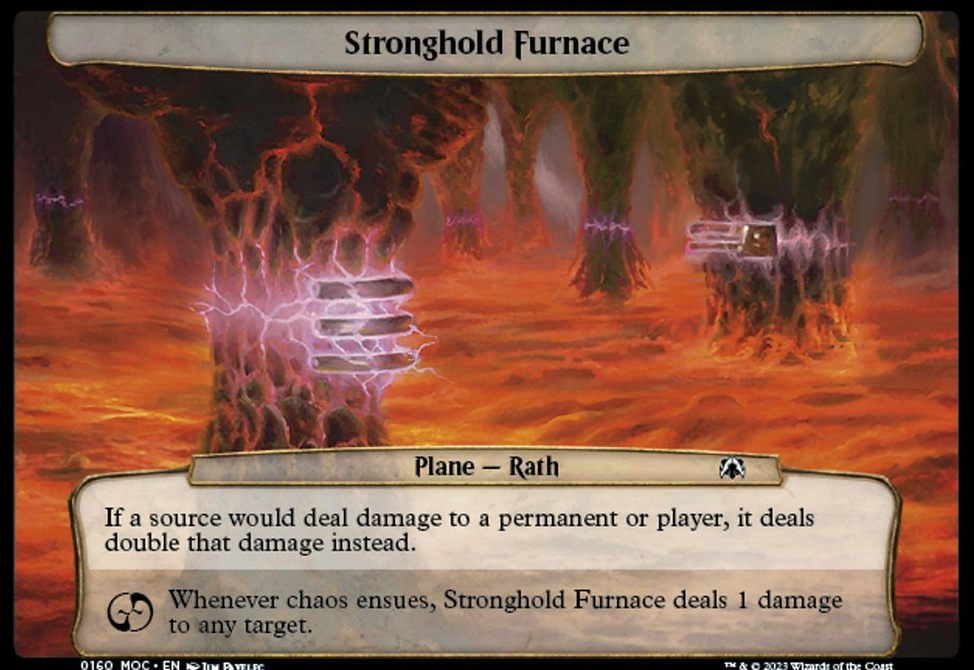 Stronghold Furnace
Plane — Rath
If a source would deal damage to a permanent or player, it deals
double that damage instead.
Whenever chaos ensues, Stronghold Furnace deals 1 damage
to any target.
0160 MOC • EN Jim Pavelec
™ & © 2023 Wizards of the Coast